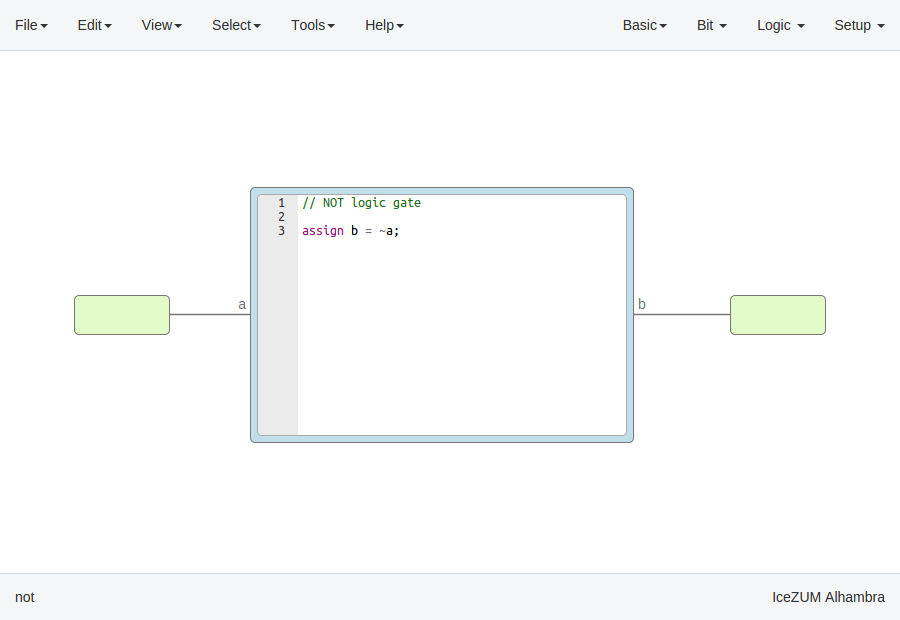 File Edit View Select Tools Help Basic Bit Logic Setup
1 // NOT logic gate
2
3 assign b = ~a;
a
b
not
IceZUM Alhambra